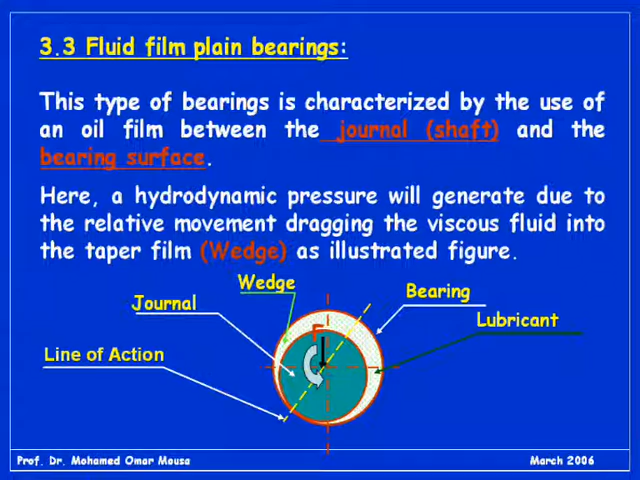 3.3 Fluid film plain bearings:
This type of bearings is characterized by the use of
an oil film between the journal (shaft) and the
bearing surface.
Here, a hydrodynamic pressure will generate due to
the relative movement dragging the viscous fluid into
the taper film (Wedge) as illustrated figure.
Wedge
Bearing
Journal
Lubricant
F
Line of Action
Prof. Dr. Mohamed Omar Mousa
March 2006